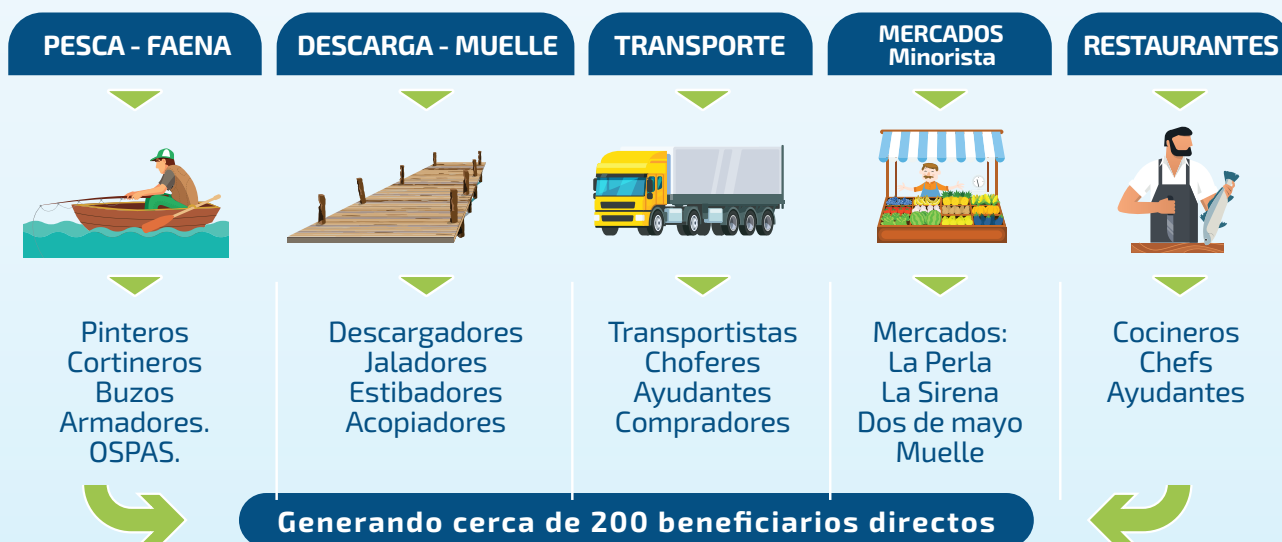 PESCA - FAENA
DESCARGA - MUELLE
TRANSPORTE
MERCADOS
Minorista
RESTAURANTES
Pinteros
Cortineros
Buzos
Armadores.
OSPAS.
Descargadores
Jaladores
Estibadores
Acopiadores
Transportistas
Choferes
Ayudantes
Compradores
Mercados:
La Perla
La Sirena
Dos de mayo
Muelle
Cocineros
Chefs
Ayudantes
Generando cerca de 200 beneficiarios directos